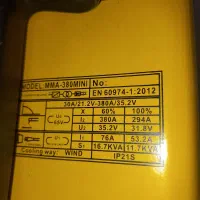 MODEL: MMA-380MINI No:
EN 60974-1:2012
30A/21.2V-380A/35.2V
X 60% 100%
I₂ 380A 294A
U₂ 35.2V 31.8V
I₁ 76A 53.2A
S₁ 16.7KVA 11.7KVA
Cooling way: WIND IP21S